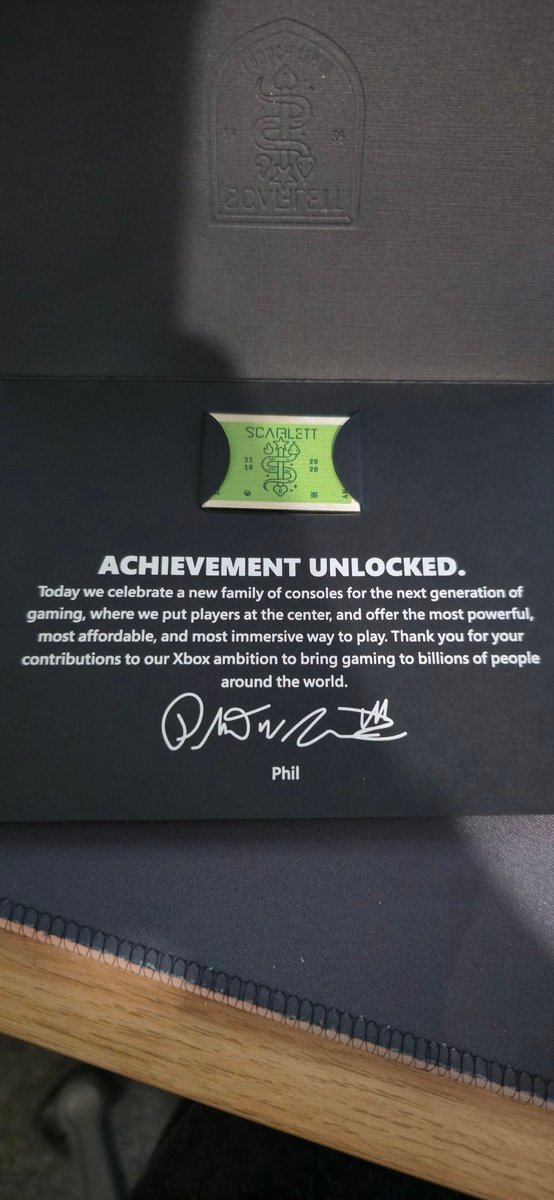 SCARLETT
SCARLETT
11 20
10 20
ACHIEVEMENT UNLOCKED.
Today we celebrate a new family of consoles for the next generation of
gaming, where we put players at the center, and offer the most powerful,
most affordable, and most immersive way to play. Thank you for your
contributions to our Xbox ambition to bring gaming to billions of people
around the world.
Phil